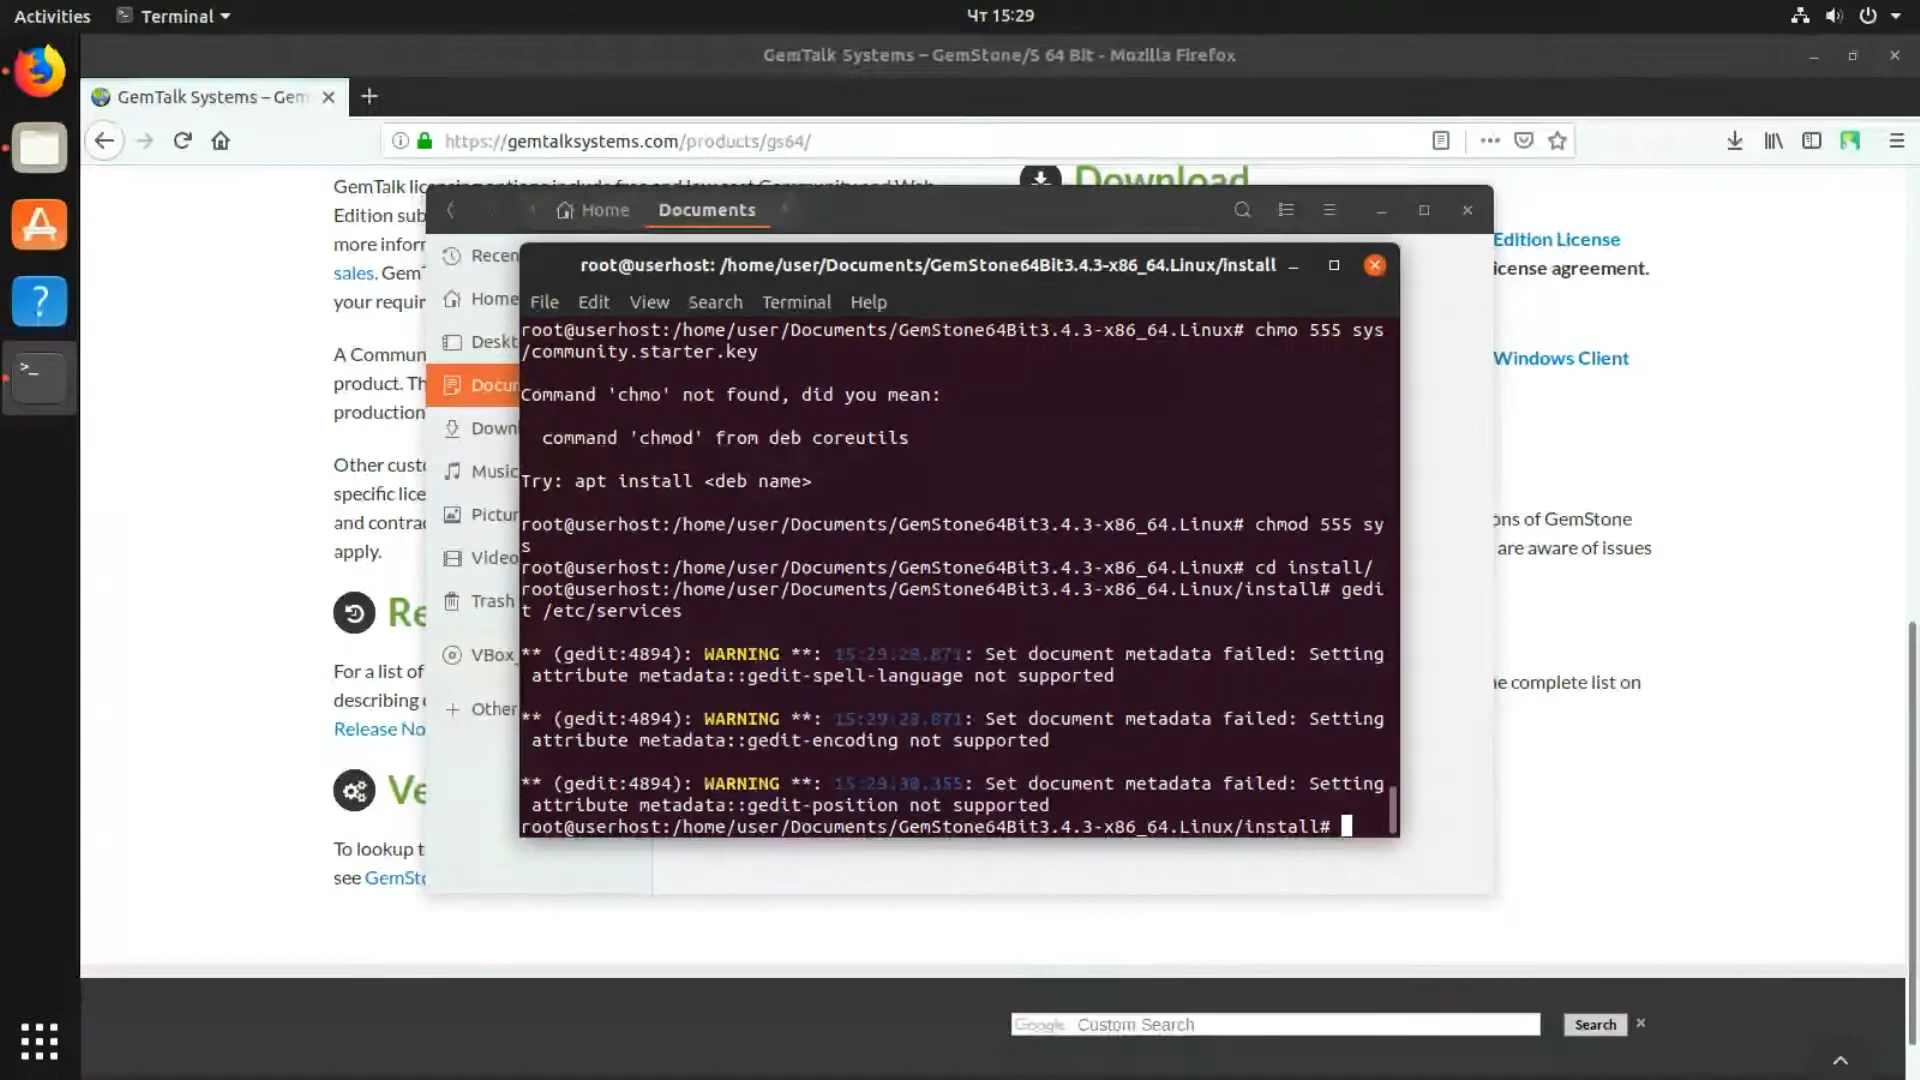 Activities
Terminal
Чт 15:29
GemTalk Systems – GemStone/S 64 Bit - Mozilla Firefox
GemTalk Systems – Gem
https://gemtalksystems.com/products/gs64/
Edition sub
more inforr
sales. GemT
your requir
A Commun
product. Th
production
Other custo
specific lice
and contrac
apply.
Re
For a list of
describing
Release No
Ve
To lookup t
see GemSto
Download
Edition License
icense agreement.
Windows Client
ons of GemStone
are aware of issues
e complete list on
Home
Documents
Recen
Home
Deskt
Docun
Down
Music
Pictur
Video
Trash
VBox_
+ Other
root@userhost: /home/user/Documents/GemStone64Bit3.4.3-x86_64.Linux/install
File Edit View Search Terminal Help
root@userhost:/home/user/Documents/GemStone64Bit3.4.3-x86_64.Linux# chmo 555 sys
/community.starter.key
Command 'chmo' not found, did you mean:
command 'chmod' from deb coreutils
Try: apt install <deb name>
root@userhost:/home/user/Documents/GemStone64Bit3.4.3-x86_64.Linux# chmod 555 sy
s
root@userhost:/home/user/Documents/GemStone64Bit3.4.3-x86_64.Linux# cd install/
root@userhost:/home/user/Documents/GemStone64Bit3.4.3-x86_64.Linux/install# gedi
t /etc/services
** (gedit:4894): WARNING **: : Set document metadata failed: Setting
attribute metadata::gedit-spell-language not supported
** (gedit:4894): WARNING **: : Set document metadata failed: Setting
attribute metadata::gedit-encoding not supported
** (gedit:4894): WARNING **: : Set document metadata failed: Setting
attribute metadata::gedit-position not supported
root@userhost:/home/user/Documents/GemStone64Bit3.4.3-x86_64.Linux/install#
Google Custom Search
Search